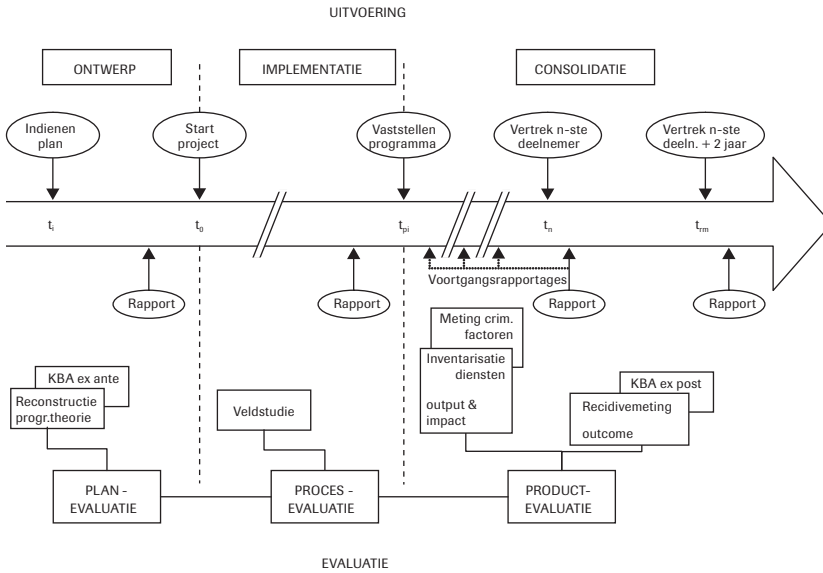 UITVOERING
ONTWERP
IMPLEMENTATIE
CONSOLIDATIE
Indienen
plan
Start
project
Vaststellen
programma
Vertrek n-ste
deelnemer
Vertrek n-ste
deeln. + 2 jaar
tᵢ
t₀
tₚᵢ
tₙ
tᵣₘ
Voortgangsrapportages
Rapport
Rapport
Rapport
Rapport
Meting crim.
factoren
Inventarisatie
diensten
output &
impact
KBA ex ante
Reconstructie
progr.theorie
Veldstudie
KBA ex post
Recidivemeting
outcome
PLAN -
EVALUATIE
PROCES -
EVALUATIE
PRODUCT-
EVALUATIE
EVALUATIE